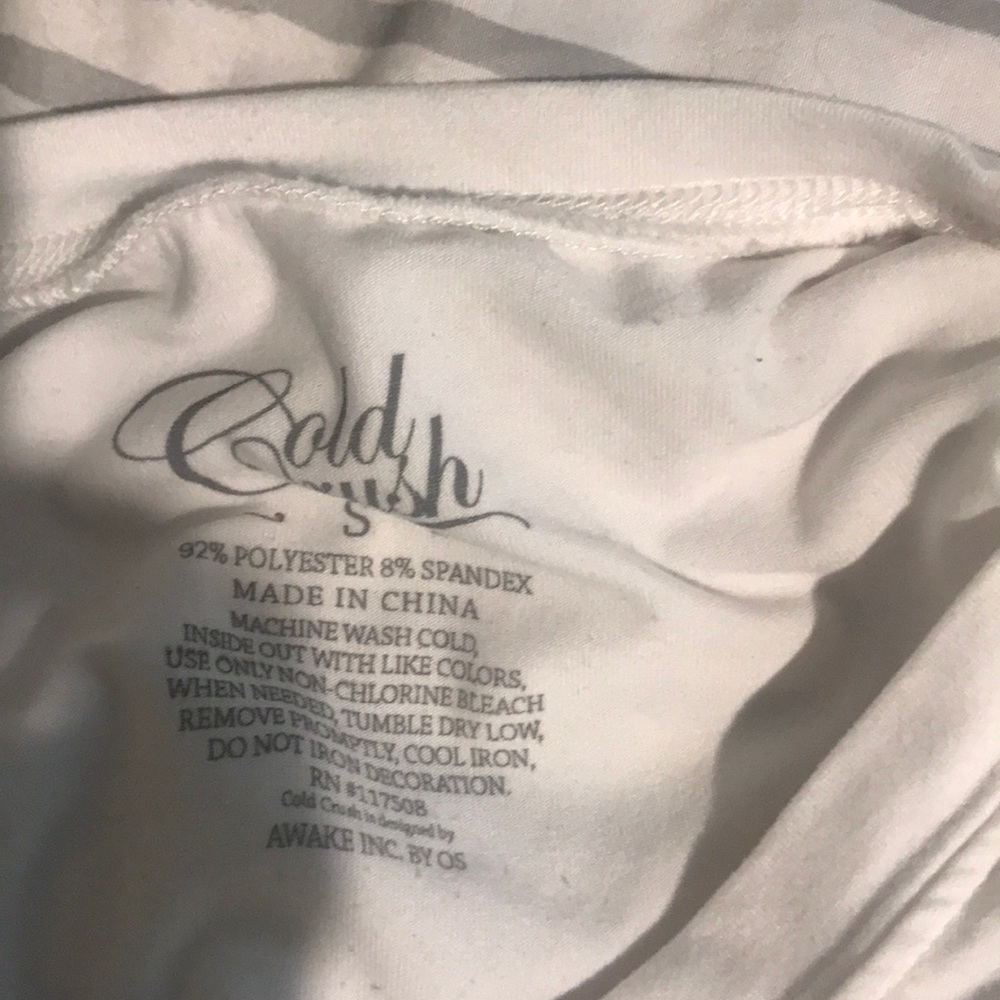 Cold
Crush
S
92% POLYESTER 8% SPANDEX
MADE IN CHINA
MACHINE WASH COLD,
INSIDE OUT WITH LIKE COLORS,
USE ONLY NON-CHLORINE BLEACH
WHEN NEEDED, TUMBLE DRY LOW,
REMOVE PROMPTLY, COOL IRON,
DO NOT IRON DECORATION.
RN #117508
Cold Crush is designed by
AWAKE INC. BY OS